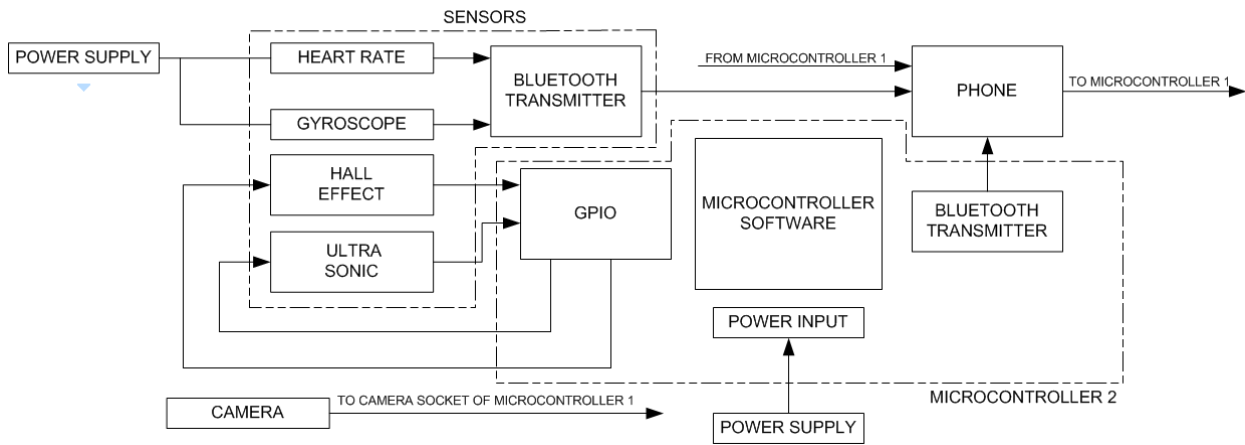 SENSORS
POWER SUPPLY
HEART RATE
BLUETOOTH
TRANSMITTER
FROM MICROCONTROLLER 1
PHONE
TO MICROCONTROLLER 1
GYROSCOPE
HALL
EFFECT
GPIO
MICROCONTROLLER
SOFTWARE
BLUETOOTH
TRANSMITTER
ULTRA
SONIC
POWER INPUT
CAMERA
TO CAMERA SOCKET OF MICROCONTROLLER 1
MICROCONTROLLER 2
POWER SUPPLY